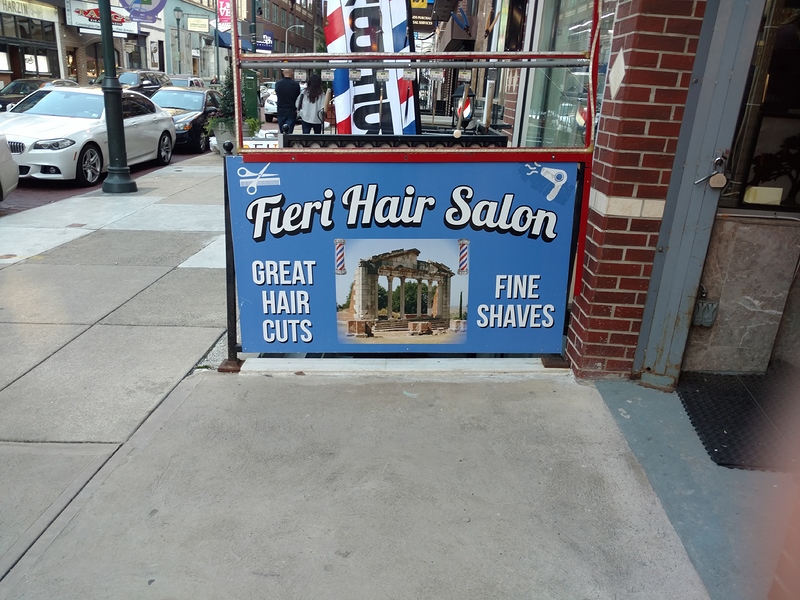 Fieri Hair Salon
GREAT
HAIR
CUTS
FINE
SHAVES